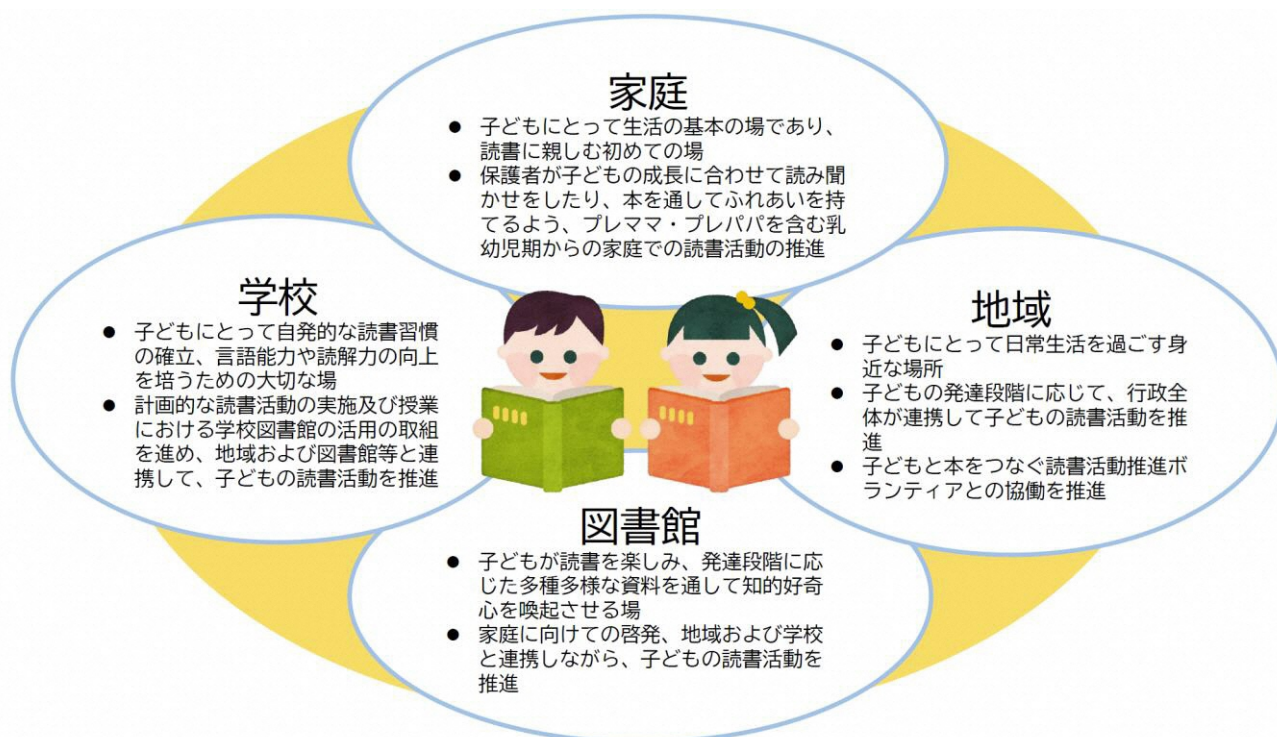 家庭
● 子どもにとって生活の基本の場であり、
読書に親しむ初めての場
● 保護者が子どもの成長に合わせて読み聞
かせをしたり、本を通してふれあいを持
てるよう、プレママ・プレパパを含む乳
幼児期からの家庭での読書活動の推進
学校
● 子どもにとって自発的な読書習慣
の確立、言語能力や読解力の向上
を培うための大切な場
● 計画的な読書活動の実施及び授業
における学校図書館の活用の取組
を進め、地域および図書館等と連
携して、子どもの読書活動を推進
地域
● 子どもにとって日常生活を過ごす身
近な場所
● 子どもの発達段階に応じて、行政全
体が連携して子どもの読書活動を推
進
● 子どもと本をつなぐ読書活動推進ボ
ランティアとの協働を推進
図書館
● 子どもが読書を楽しみ、発達段階に応
じた多種多様な資料を通して知的好奇
心を喚起させる場
● 家庭に向けての啓発、地域および学校
と連携しながら、子どもの読書活動を
推進